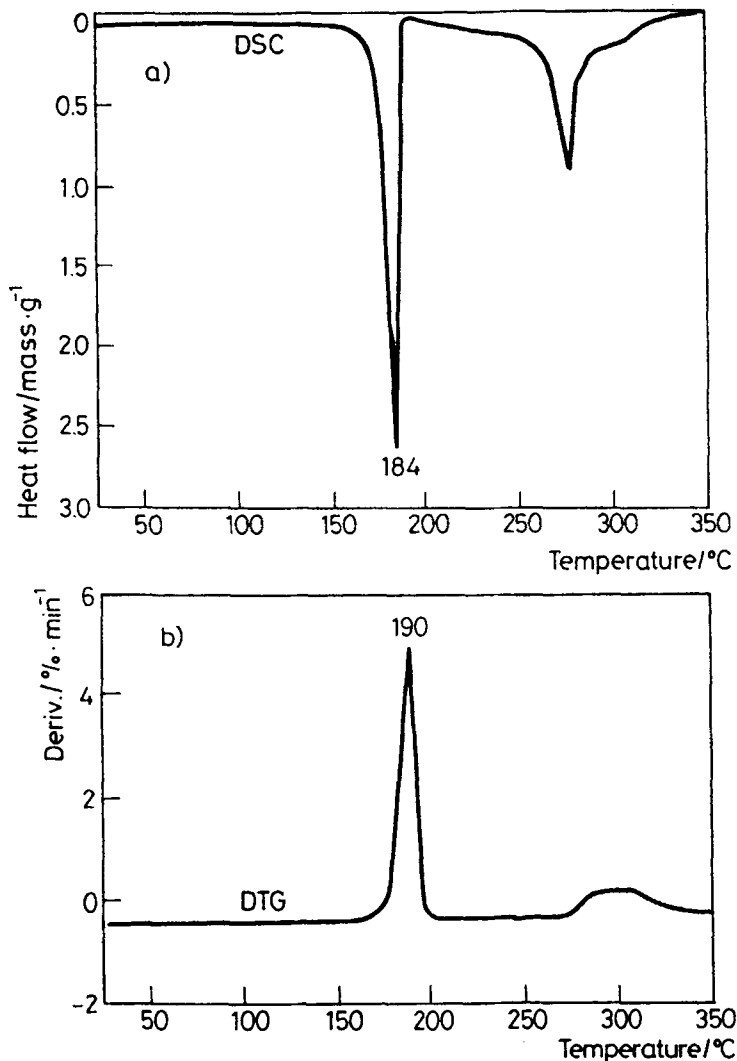 0
DSC
a)
0.5
1.0
1.5
2.0
2.5
184
3.0
50 100 150 200 250 300 350
Heat flow/mass·g⁻¹
Temperature/°C
6
190
b)
4
2
DTG
0
-2
50 100 150 200 250 300 350
Deriv./%·min⁻¹
Temperature/°C